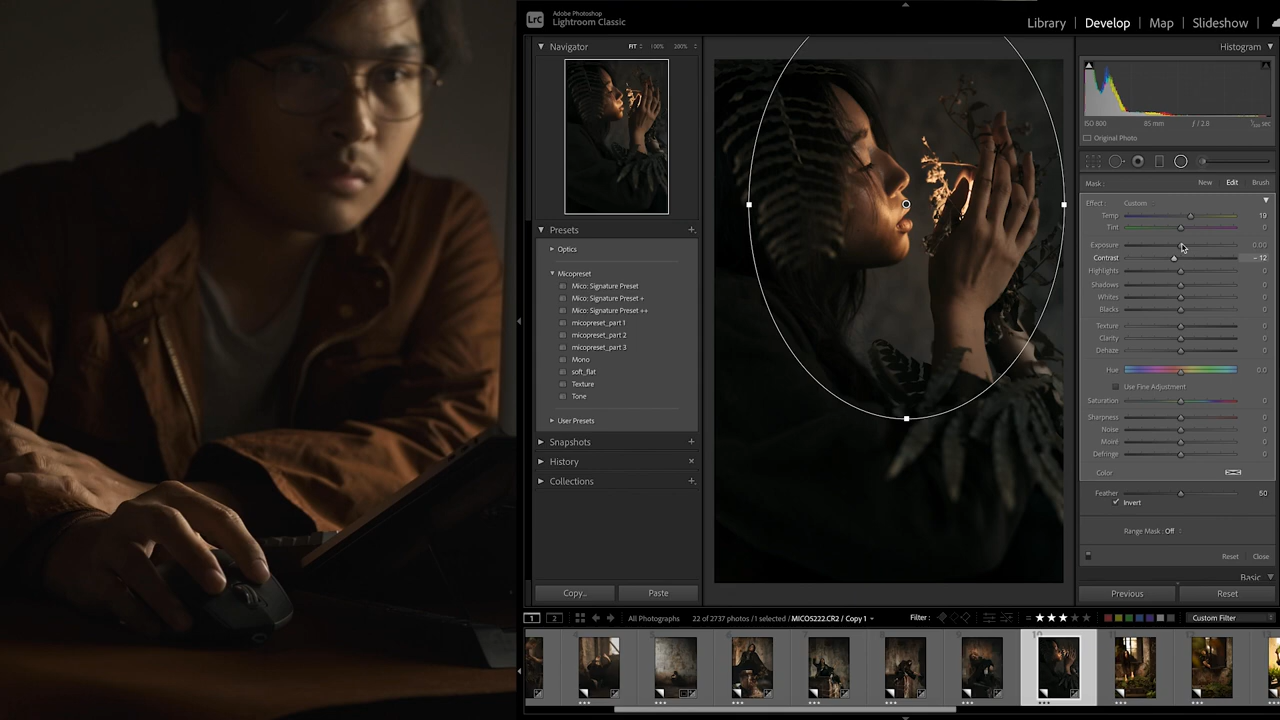 LrC
Adobe Photoshop
Lightroom Classic
Library | Develop | Map | Slideshow |
Navigator FIT 100% 200%
Histogram
ISO 800 85 mm ƒ / 2.8
Original Photo
Mask : New Edit Brush
Effect : Custom
Temp 19
Tint 0
Exposure 0.00
Contrast – 12
Highlights 0
Shadows 0
Whites 0
Blacks 0
Texture 0
Clarity 0
Dehaze 0
Hue 0.0
Use Fine Adjustment
Saturation 0
Sharpness 0
Noise 0
Moiré 0
Defringe 0
Color
Feather 50
Invert
Range Mask : Off
Reset Close
Basic
Previous Reset
Presets
Optics
Micopreset
Mico: Signature Preset
Mico: Signature Preset +
Mico: Signature Preset ++
micopreset_part 1
micopreset_part 2
micopreset_part 3
Mono
soft_flat
Texture
Tone
User Presets
Snapshots
History
Collections
Copy... Paste
1 2 All Photographs 22 of 2737 photos /1 selected / MICO5222.CR2 / Copy 1 Filter : Custom Filter
10